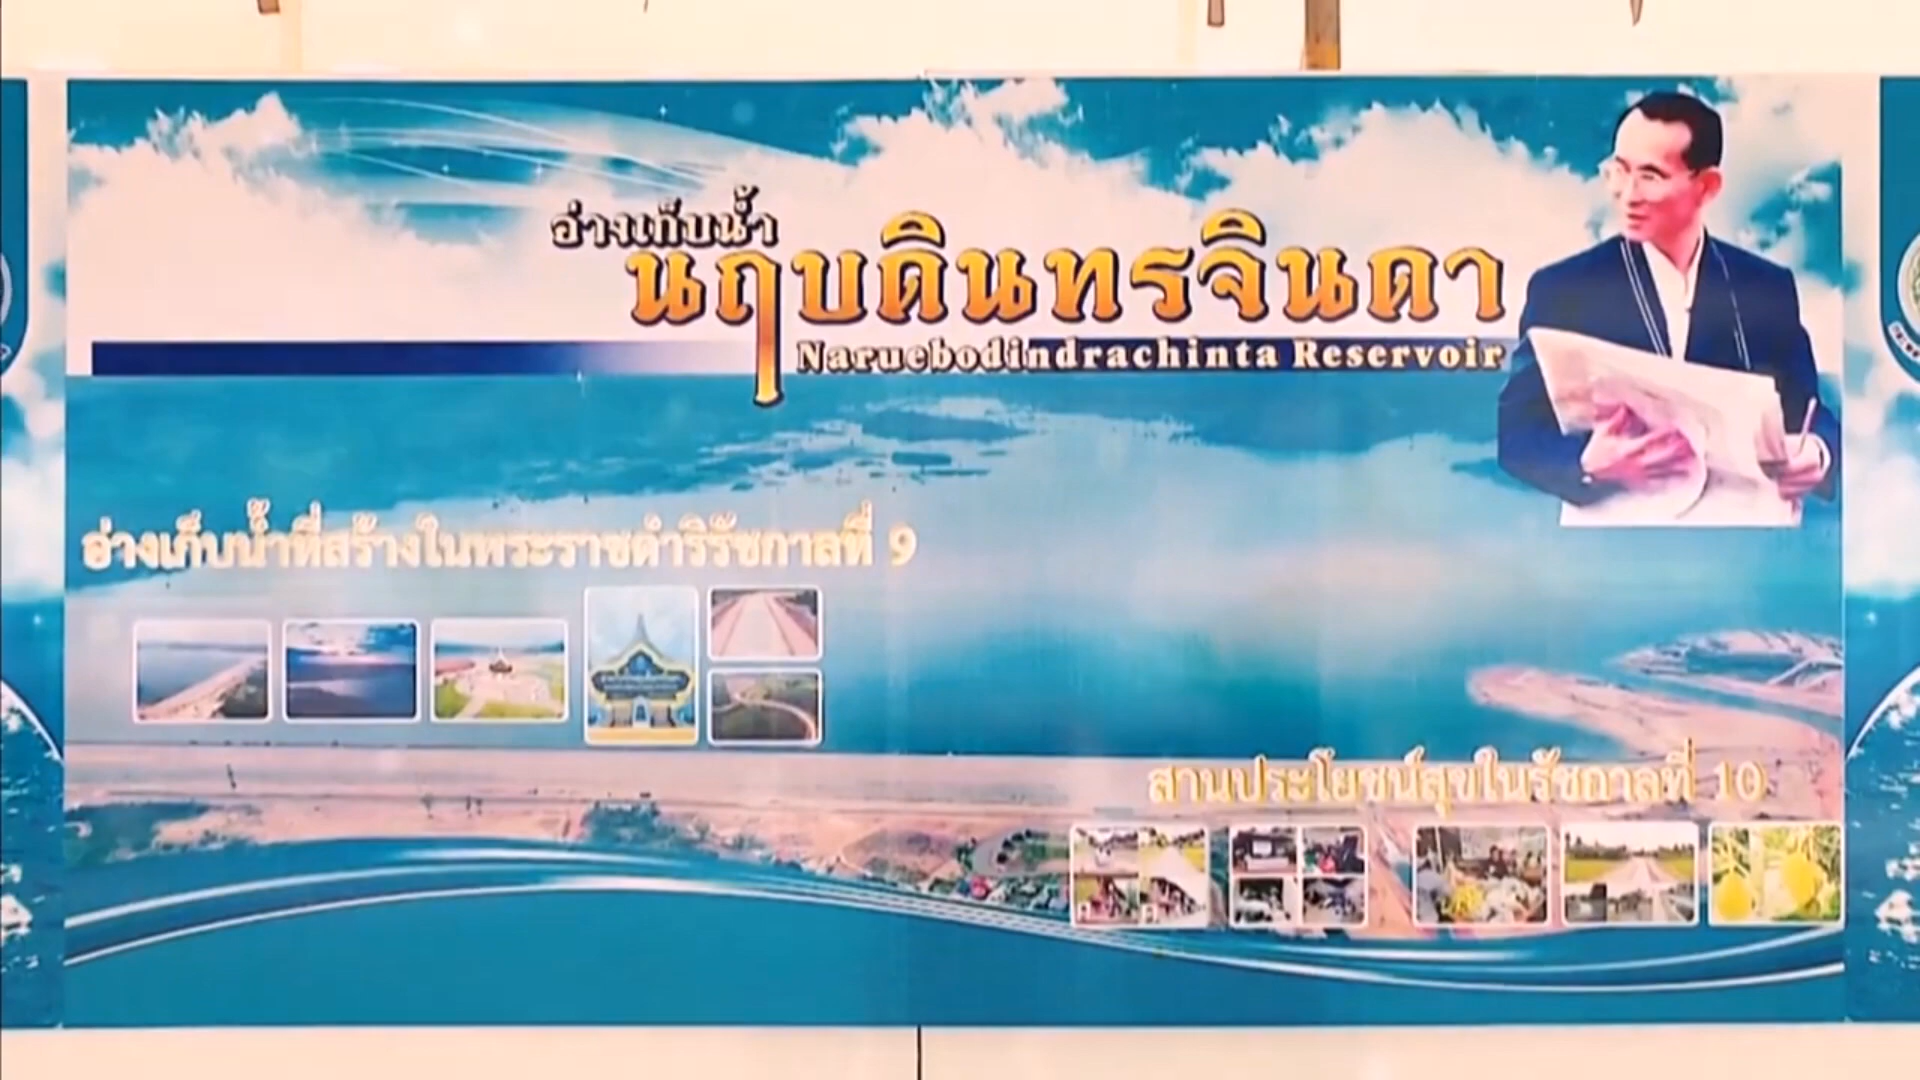 อ่างเก็บน้ำ
นฤบดินทรจินดา
Naruebodindrachinta Reservoir
อ่างเก็บน้ำที่สร้างในพระราชดำริรัชกาลที่ 9
สานประโยชน์สุขในรัชกาลที่ 10